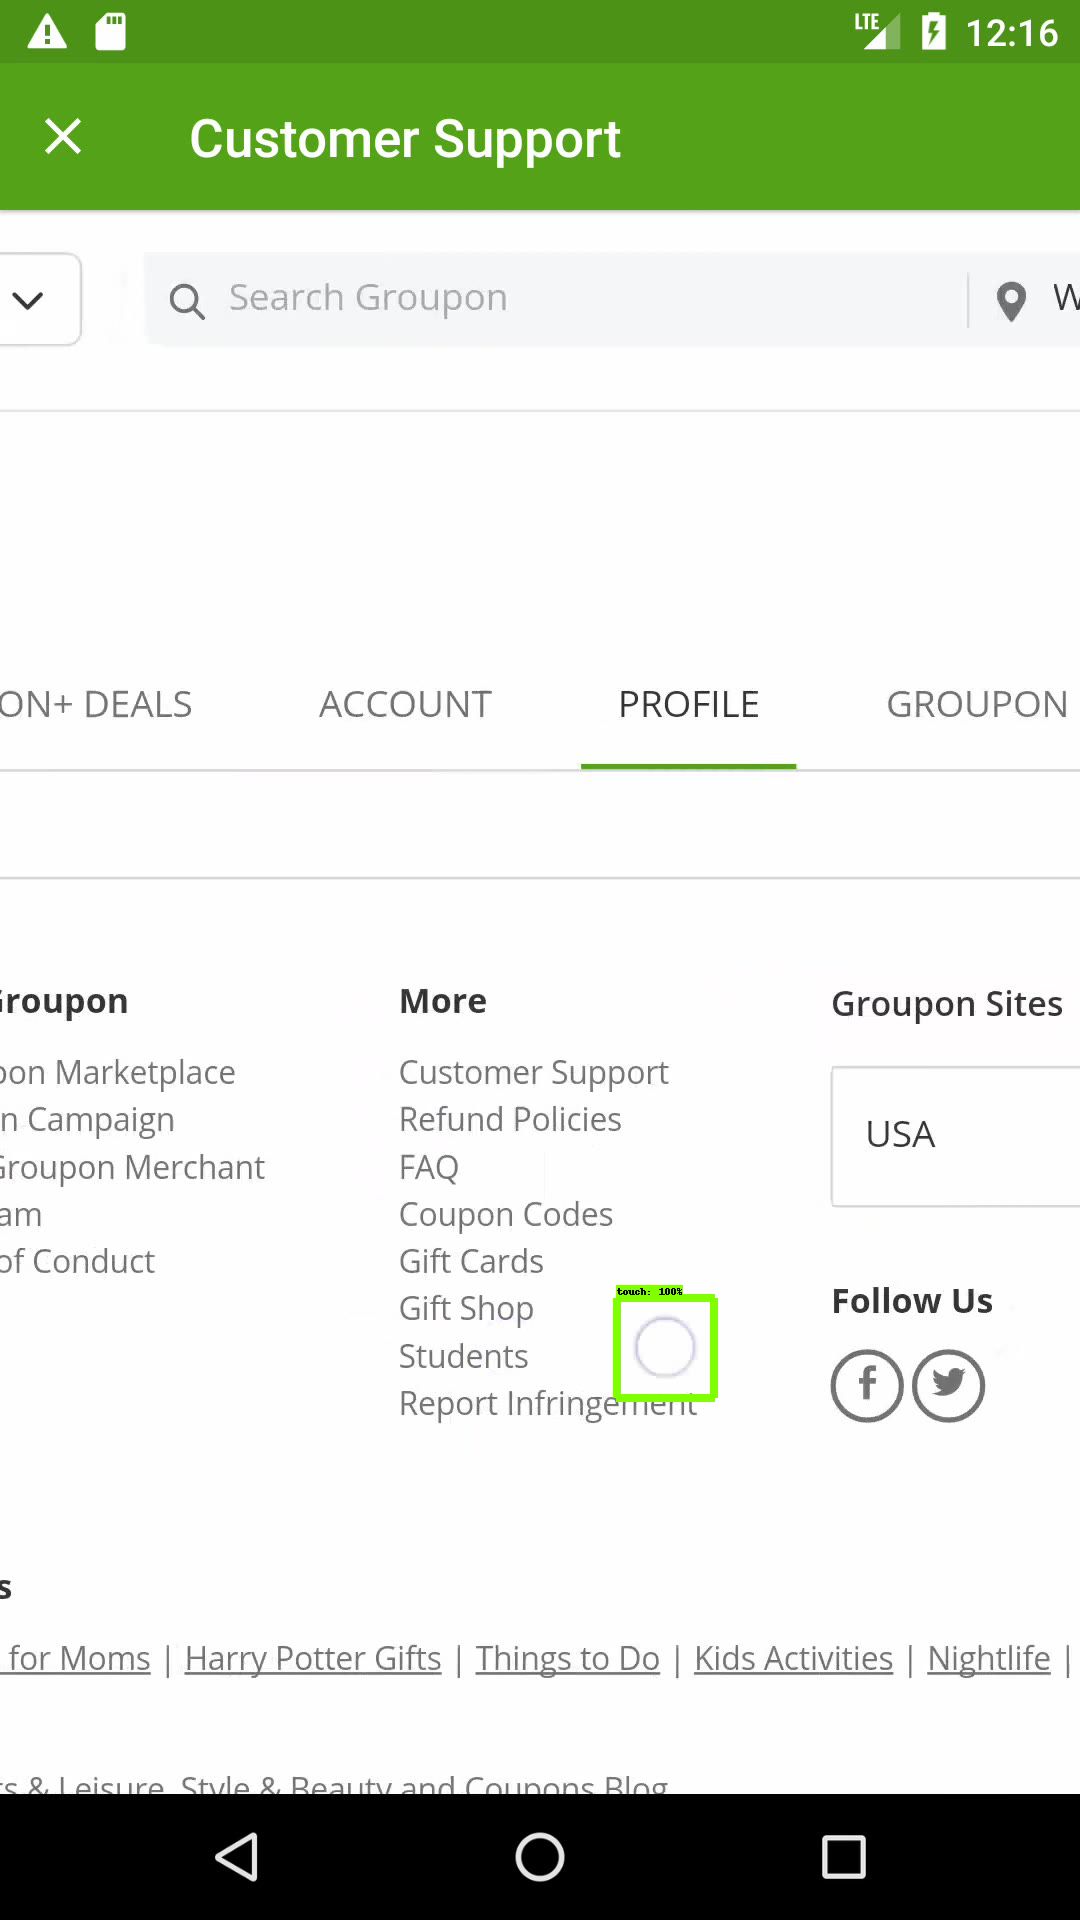 LTE 12:16
Customer Support
Search Groupon W
ON+ DEALS ACCOUNT PROFILE GROUPON
Groupon
pon Marketplace
n Campaign
Groupon Merchant
am
of Conduct
More
Customer Support
Refund Policies
FAQ
Coupon Codes
Gift Cards
Gift Shop
Students
Report Infringement
touch: 100%
Groupon Sites
USA
Follow Us
s
for Moms | Harry Potter Gifts | Things to Do | Kids Activities | Nightlife |
ts & Leisure, Style & Beauty and Coupons Blog